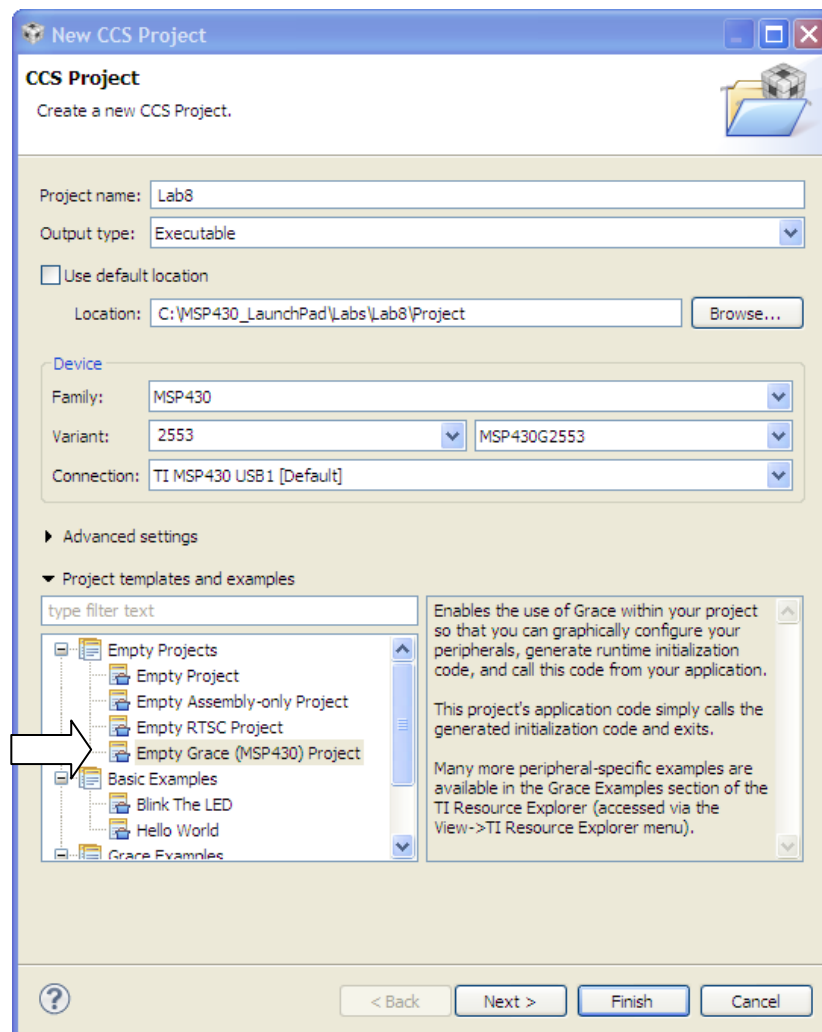 New CCS Project
CCS Project
Create a new CCS Project.
Project name: Lab8
Output type: Executable
Use default location
Location: C:\MSP430_LaunchPad\Labs\Lab8\Project Browse...
Device
Family: MSP430
Variant: 2553 MSP430G2553
Connection: TI MSP430 USB1 [Default]
Advanced settings
Project templates and examples
type filter text
Empty Projects
Empty Project
Empty Assembly-only Project
Empty RTSC Project
Empty Grace (MSP430) Project
Basic Examples
Blink The LED
Hello World
Grace Examples
Enables the use of Grace within your project
so that you can graphically configure your
peripherals, generate runtime initialization
code, and call this code from your application.
This project's application code simply calls the
generated initialization code and exits.
Many more peripheral-specific examples are
available in the Grace Examples section of the
TI Resource Explorer (accessed via the
View->TI Resource Explorer menu).
? < Back Next > Finish Cancel